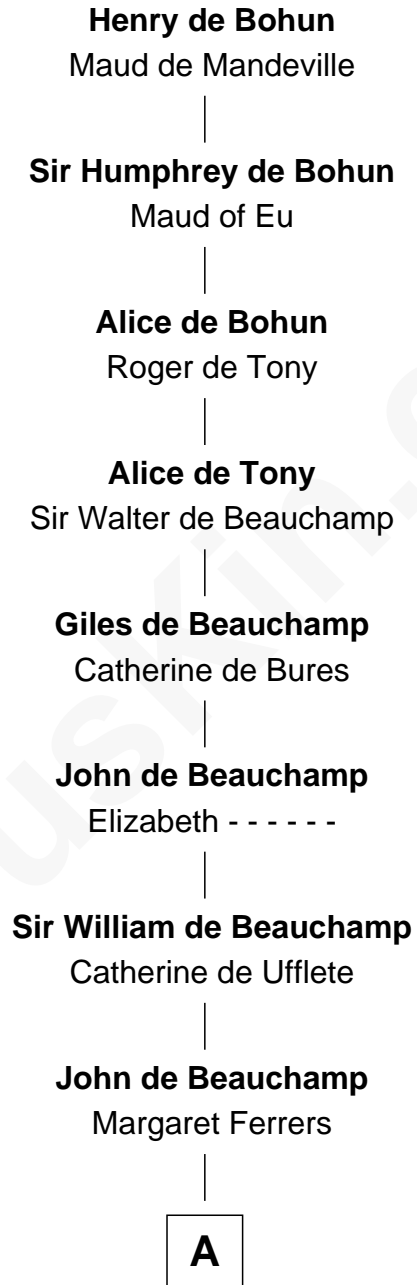 Henry de Bohun
Maud de Mandeville
Sir Humphrey de Bohun
Maud of Eu
Alice de Bohun
Roger de Tony
Alice de Tony
Sir Walter de Beauchamp
Giles de Beauchamp
Catherine de Bures
John de Beauchamp
Elizabeth - - - - - -
Sir William de Beauchamp
Catherine de Ufflete
John de Beauchamp
Margaret Ferrers
A